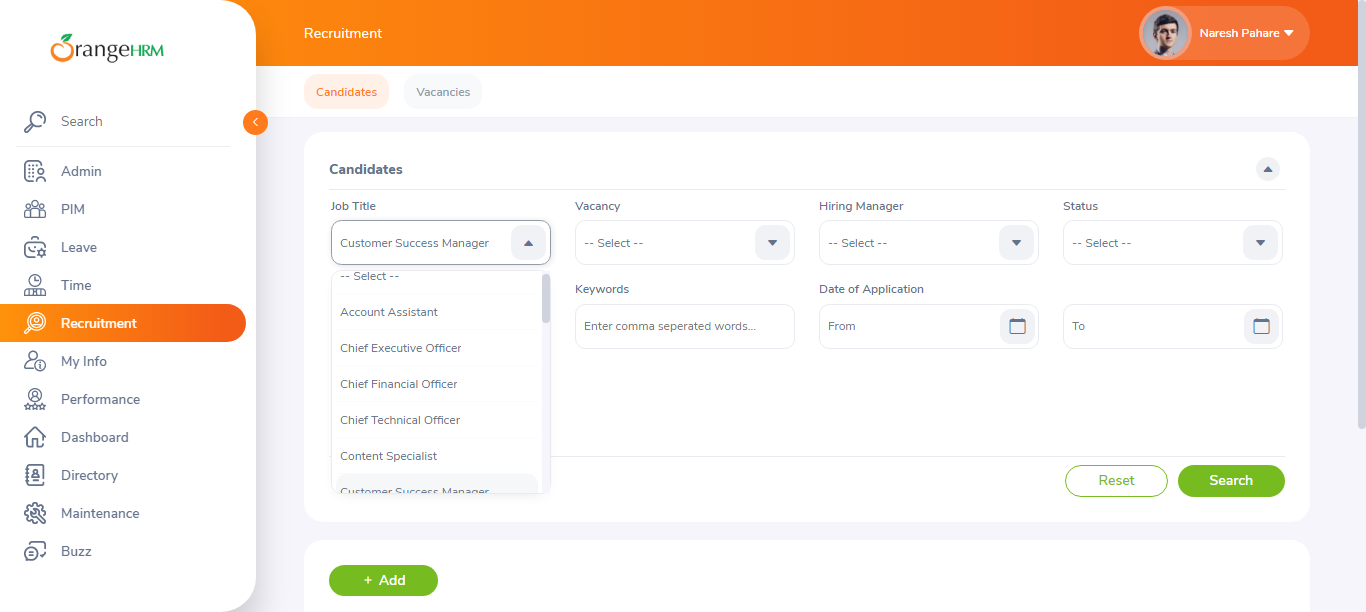 OrangeHRM
Search
Admin
PIM
Leave
Time
Recruitment
My Info
Performance
Dashboard
Directory
Maintenance
Buzz
Recruitment
Naresh Pahare
Candidates
Vacancies
Candidates
Job Title
Vacancy
Hiring Manager
Status
Customer Success Manager
-- Select --
-- Select --
-- Select --
-- Select --
Account Assistant
Chief Executive Officer
Chief Financial Officer
Chief Technical Officer
Content Specialist
Customer Success Manager
Keywords
Date of Application
Enter comma seperated words...
From
To
Reset
Search
+ Add